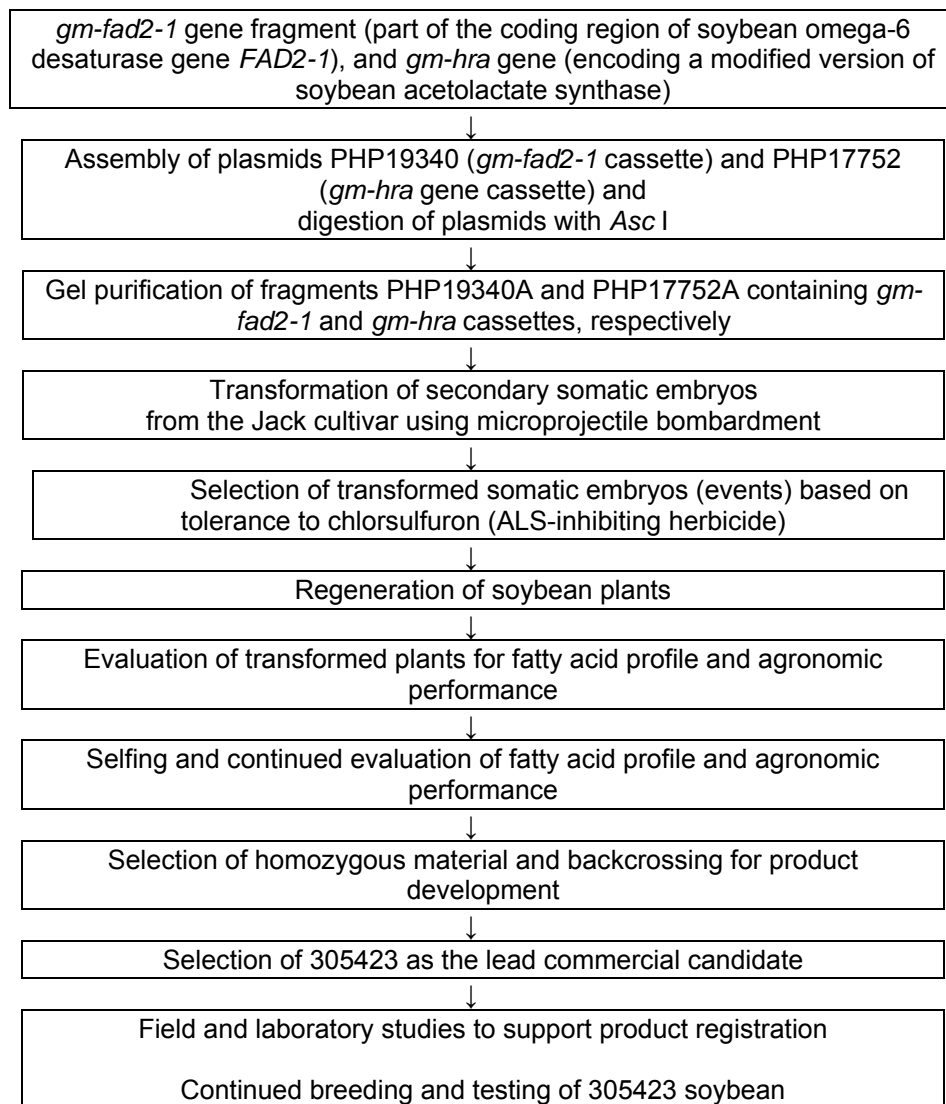 gm-fad2-1 gene fragment (part of the coding region of soybean omega-6
desaturase gene FAD2-1), and gm-hra gene (encoding a modified version of
soybean acetolactate synthase)
↓
Assembly of plasmids PHP19340 (gm-fad2-1 cassette) and PHP17752
(gm-hra gene cassette) and
digestion of plasmids with Asc I
↓
Gel purification of fragments PHP19340A and PHP17752A containing gm-
fad2-1 and gm-hra cassettes, respectively
↓
Transformation of secondary somatic embryos
from the Jack cultivar using microprojectile bombardment
↓
Selection of transformed somatic embryos (events) based on
tolerance to chlorsulfuron (ALS-inhibiting herbicide)
↓
Regeneration of soybean plants
↓
Evaluation of transformed plants for fatty acid profile and agronomic
performance
↓
Selfing and continued evaluation of fatty acid profile and agronomic
performance
↓
Selection of homozygous material and backcrossing for product
development
↓
Selection of 305423 as the lead commercial candidate
↓
Field and laboratory studies to support product registration
Continued breeding and testing of 305423 soybean